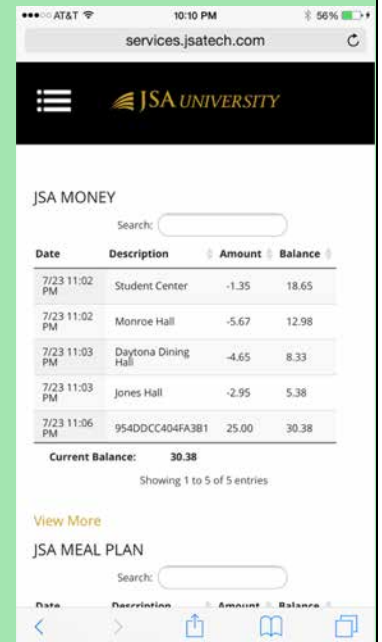 AT&T 10:10 PM 56%
services.jsatech.com
JSA UNIVERSITY
JSA MONEY
Search:
Date Description Amount Balance
7/23 11:02 PM Student Center -1.35 18.65
7/23 11:02 PM Monroe Hall -5.67 12.98
7/23 11:03 PM Daytona Dining Hall -4.65 8.33
7/23 11:03 PM Jones Hall -2.95 5.38
7/23 11:06 PM 954DDCC404FA3B1 25.00 30.38
Current Balance: 30.38
Showing 1 to 5 of 5 entries
View More
JSA MEAL PLAN
Search:
Date Description Amount Balance